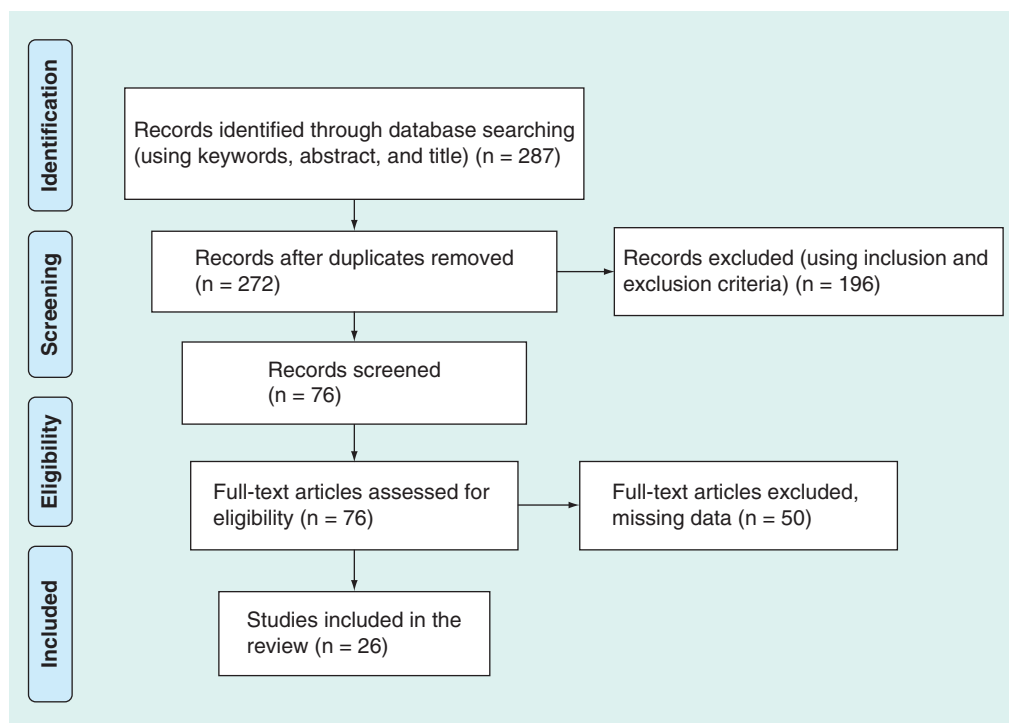 Identification
Records identified through database searching
(using keywords, abstract, and title) (n = 287)
Screening
Records after duplicates removed
(n = 272)
Records excluded (using inclusion and
exclusion criteria) (n = 196)
Records screened
(n = 76)
Eligibility
Full-text articles assessed for
eligibility (n = 76)
Full-text articles excluded,
missing data (n = 50)
Included
Studies included in the
review (n = 26)